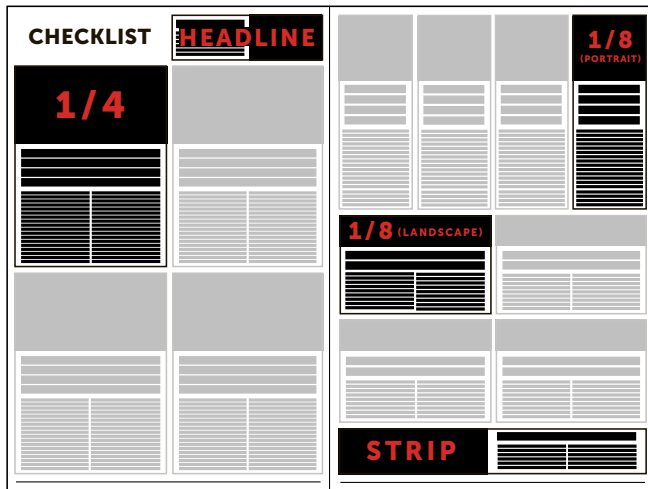 CHECKLIST
HEADLINE
1/4
1/8
(PORTRAIT)
1/8 (LANDSCAPE)
STRIP